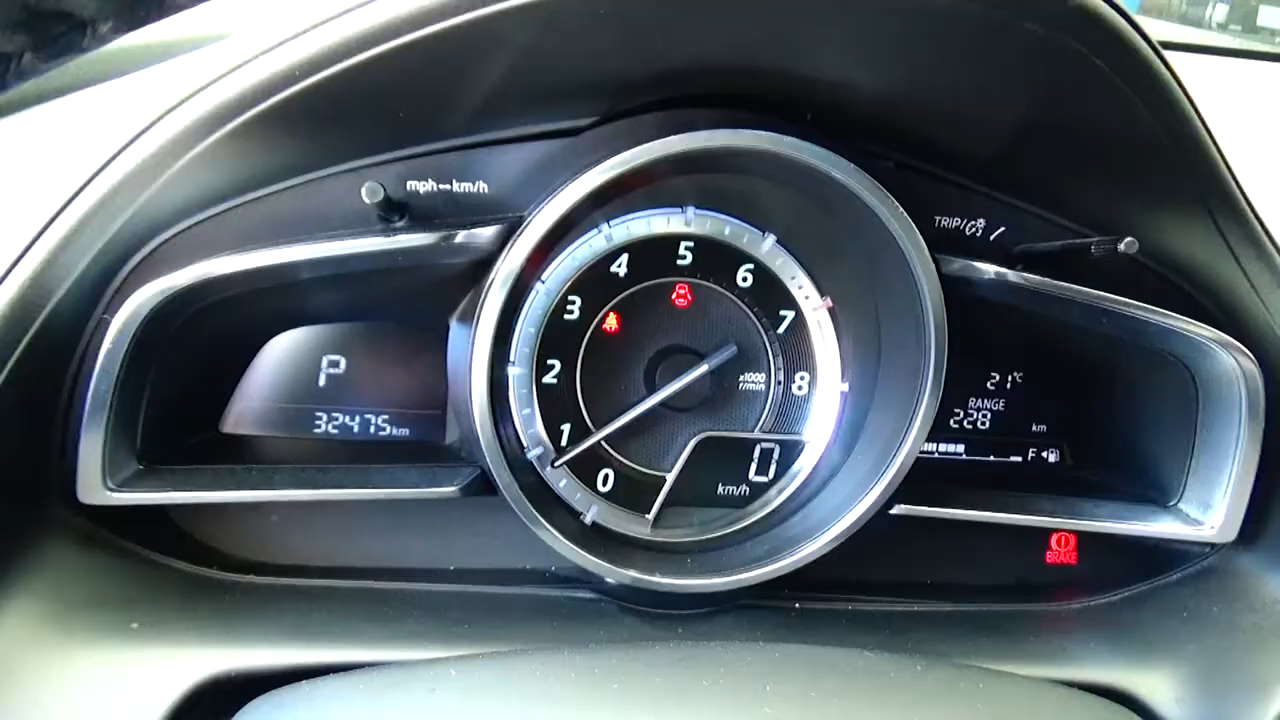 mph↔km/h
TRIP/
P
32475km
0
1
2
3
4
5
6
7
8
x1000
r/min
0
km/h
21°C
RANGE
228 km
F
BRAKE